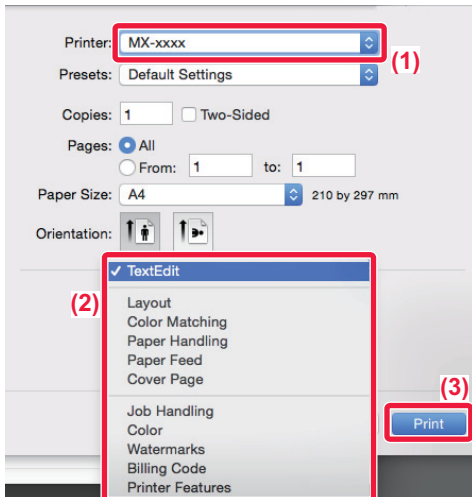 Printer: MX-xxxx
(1)
Presets: Default Settings
Copies: 1 Two-Sided
Pages: All
From: 1 to: 1
Paper Size: A4 210 by 297 mm
Orientation:
✓ TextEdit
(2)
Layout
Color Matching
Paper Handling
Paper Feed
Cover Page
(3)
Job Handling
Print
Color
Watermarks
Billing Code
Printer Features